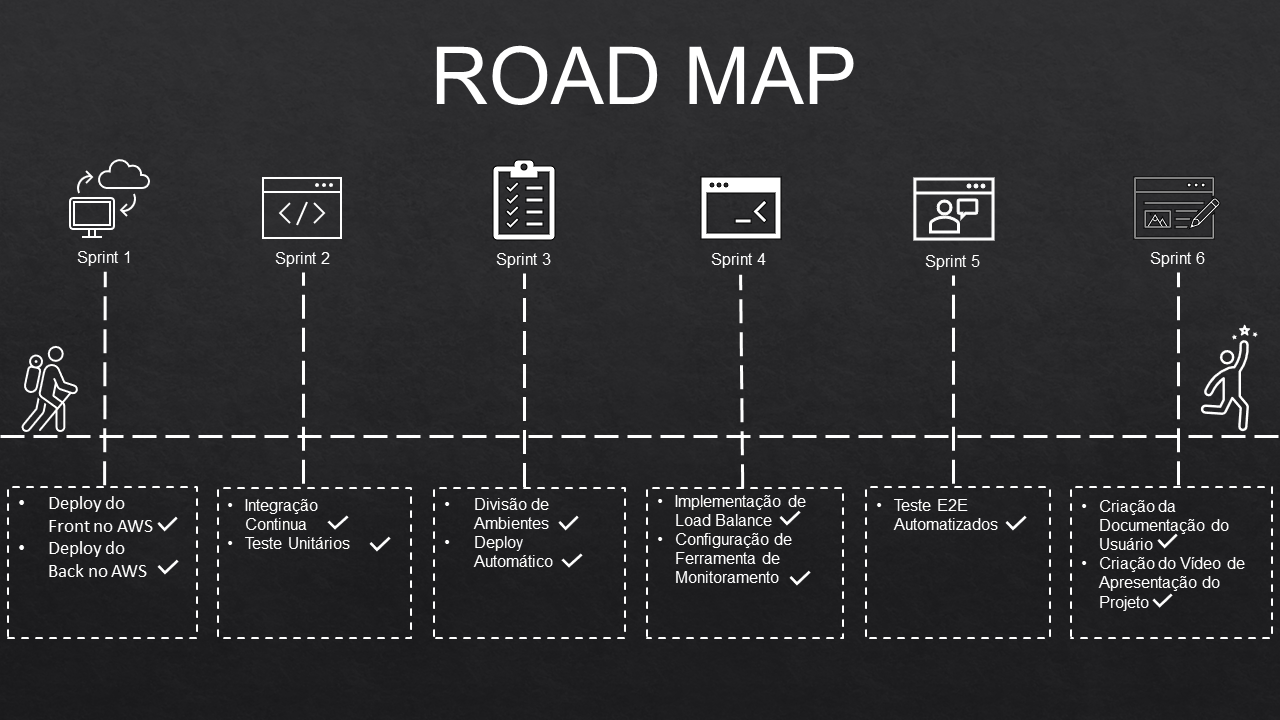 ROAD MAP
Sprint 1
Sprint 2
Sprint 3
Sprint 4
Sprint 5
Sprint 6
• Deploy do
Front no AWS
• Deploy do
Back no AWS
• Integração
Continua
• Teste Unitários
• Divisão de
Ambientes
• Deploy
Automático
• Implementação de
Load Balance
• Configuração de
Ferramenta de
Monitoramento
• Teste E2E
Automatizados
• Criação da
Documentação do
Usuário
• Criação do Vídeo de
Apresentação do
Projeto